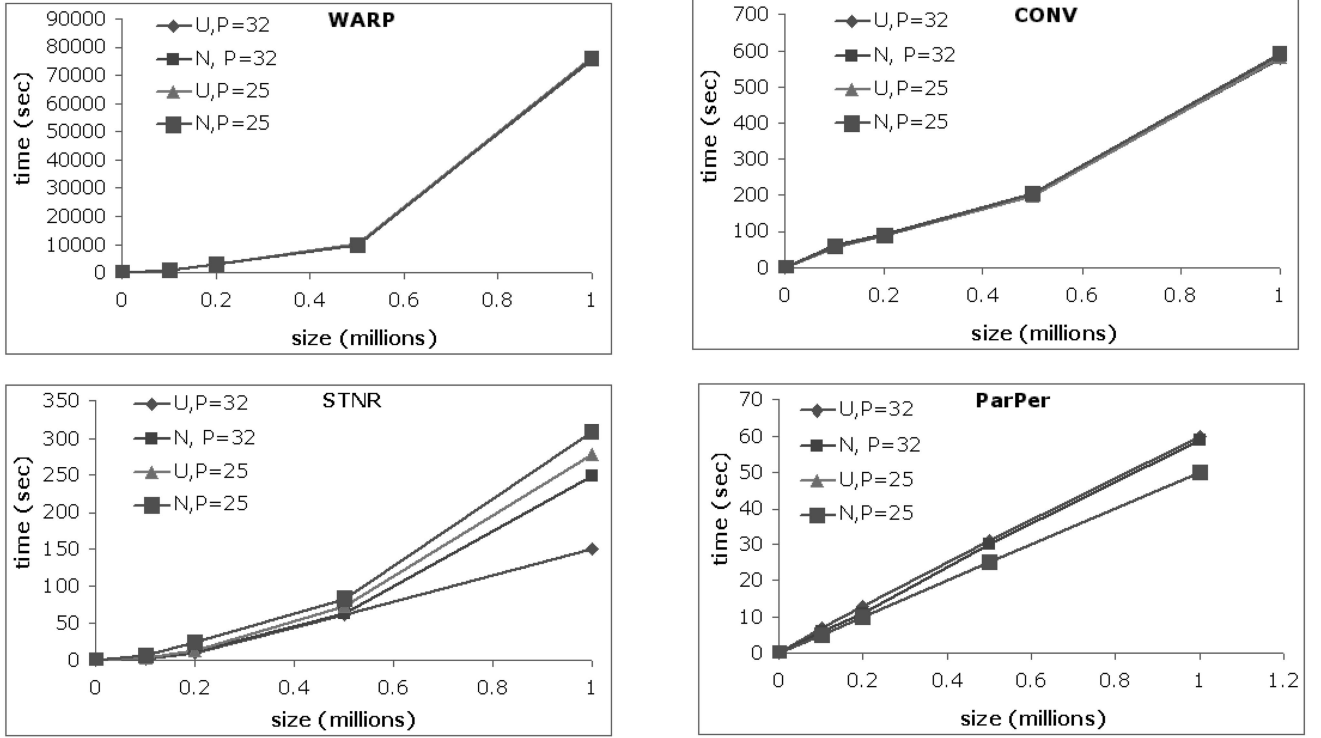 WARP
U,P=32
N, P=32
U,P=25
N,P=25
time (sec)
90000
80000
70000
60000
50000
40000
30000
20000
10000
0
0 0.2 0.4 0.6 0.8 1
size (millions)
CONV
U,P=32
N, P=32
U,P=25
N,P=25
time (sec)
700
600
500
400
300
200
100
0
0 0.2 0.4 0.6 0.8 1
size (millions)
STNR
U,P=32
N, P=32
U,P=25
N,P=25
time (sec)
350
300
250
200
150
100
50
0
0 0.2 0.4 0.6 0.8 1
size (millions)
ParPer
U,P=32
N, P=32
U,P=25
N,P=25
time (sec)
70
60
50
40
30
20
10
0
0 0.2 0.4 0.6 0.8 1 1.2
size (millions)